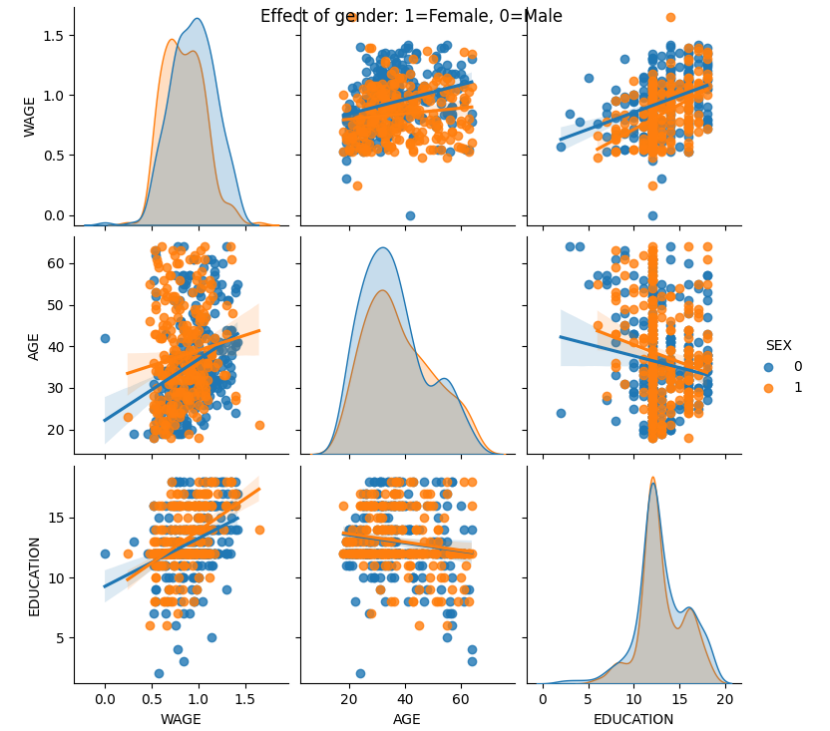 Effect of gender: 1=Female, 0=Male
WAGE
1.5
1.0
0.5
0.0
AGE
60
50
40
30
20
SEX
0
1
EDUCATION
15
10
5
0.0 0.5 1.0 1.5
20 40 60
0 5 10 15 20
WAGE AGE EDUCATION